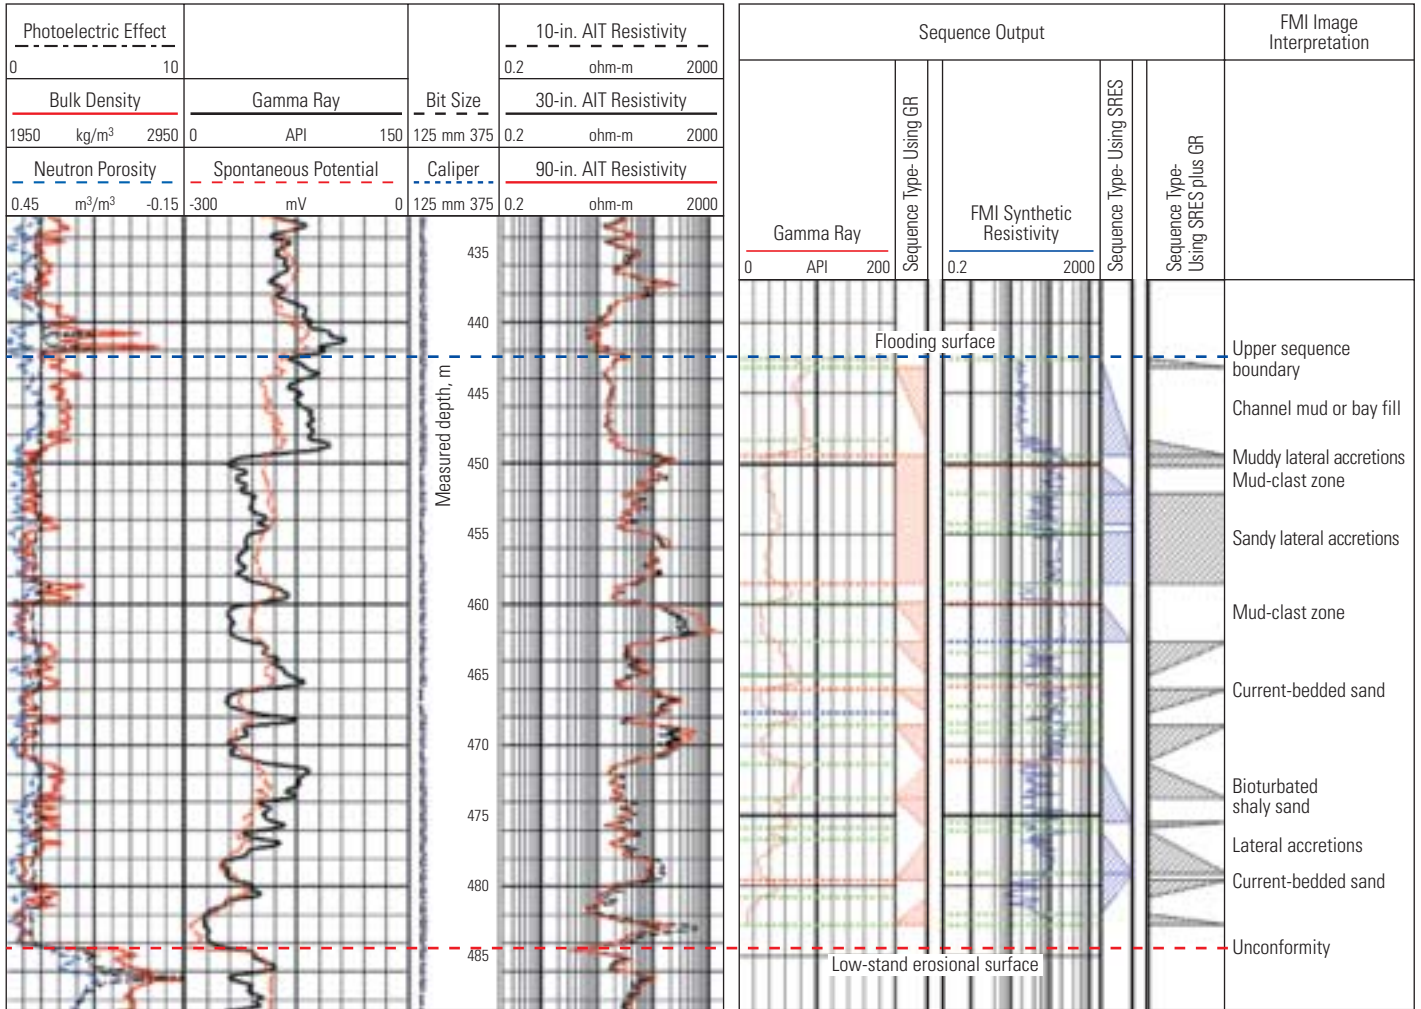 Photoelectric Effect
0 10
Bulk Density
1950 kg/m³ 2950
Neutron Porosity
0.45 m³/m³ -0.15
Gamma Ray
0 API 150
Spontaneous Potential
-300 mV 0
Bit Size
125 mm 375
Caliper
125 mm 375
10-in. AIT Resistivity
0.2 ohm-m 2000
30-in. AIT Resistivity
0.2 ohm-m 2000
90-in. AIT Resistivity
0.2 ohm-m 2000
Measured depth, m
435
440
445
450
455
460
465
470
475
480
485
Sequence Output
Gamma Ray
0 API 200
Sequence Type- Using GR
FMI Synthetic
Resistivity
0.2 2000
Sequence Type- Using SRES
Sequence Type-
Using SRES plus GR
FMI Image
Interpretation
Flooding surface
Upper sequence
boundary
Channel mud or bay fill
Muddy lateral accretions
Mud-clast zone
Sandy lateral accretions
Mud-clast zone
Current-bedded sand
Bioturbated
shaly sand
Lateral accretions
Current-bedded sand
Unconformity
Low-stand erosional surface